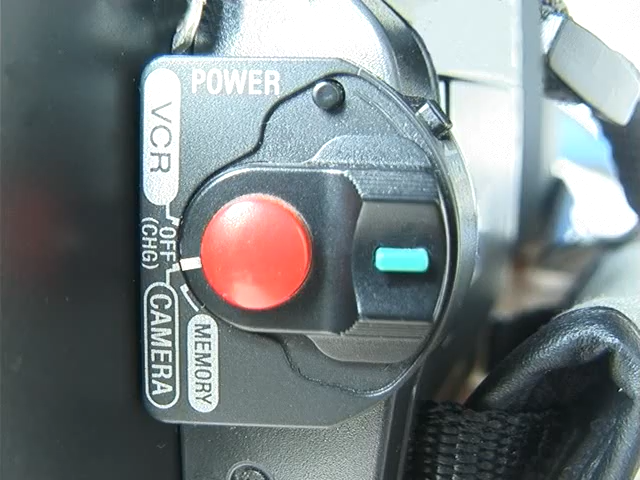 POWER
VCR
OFF
(CHG)
CAMERA
MEMORY